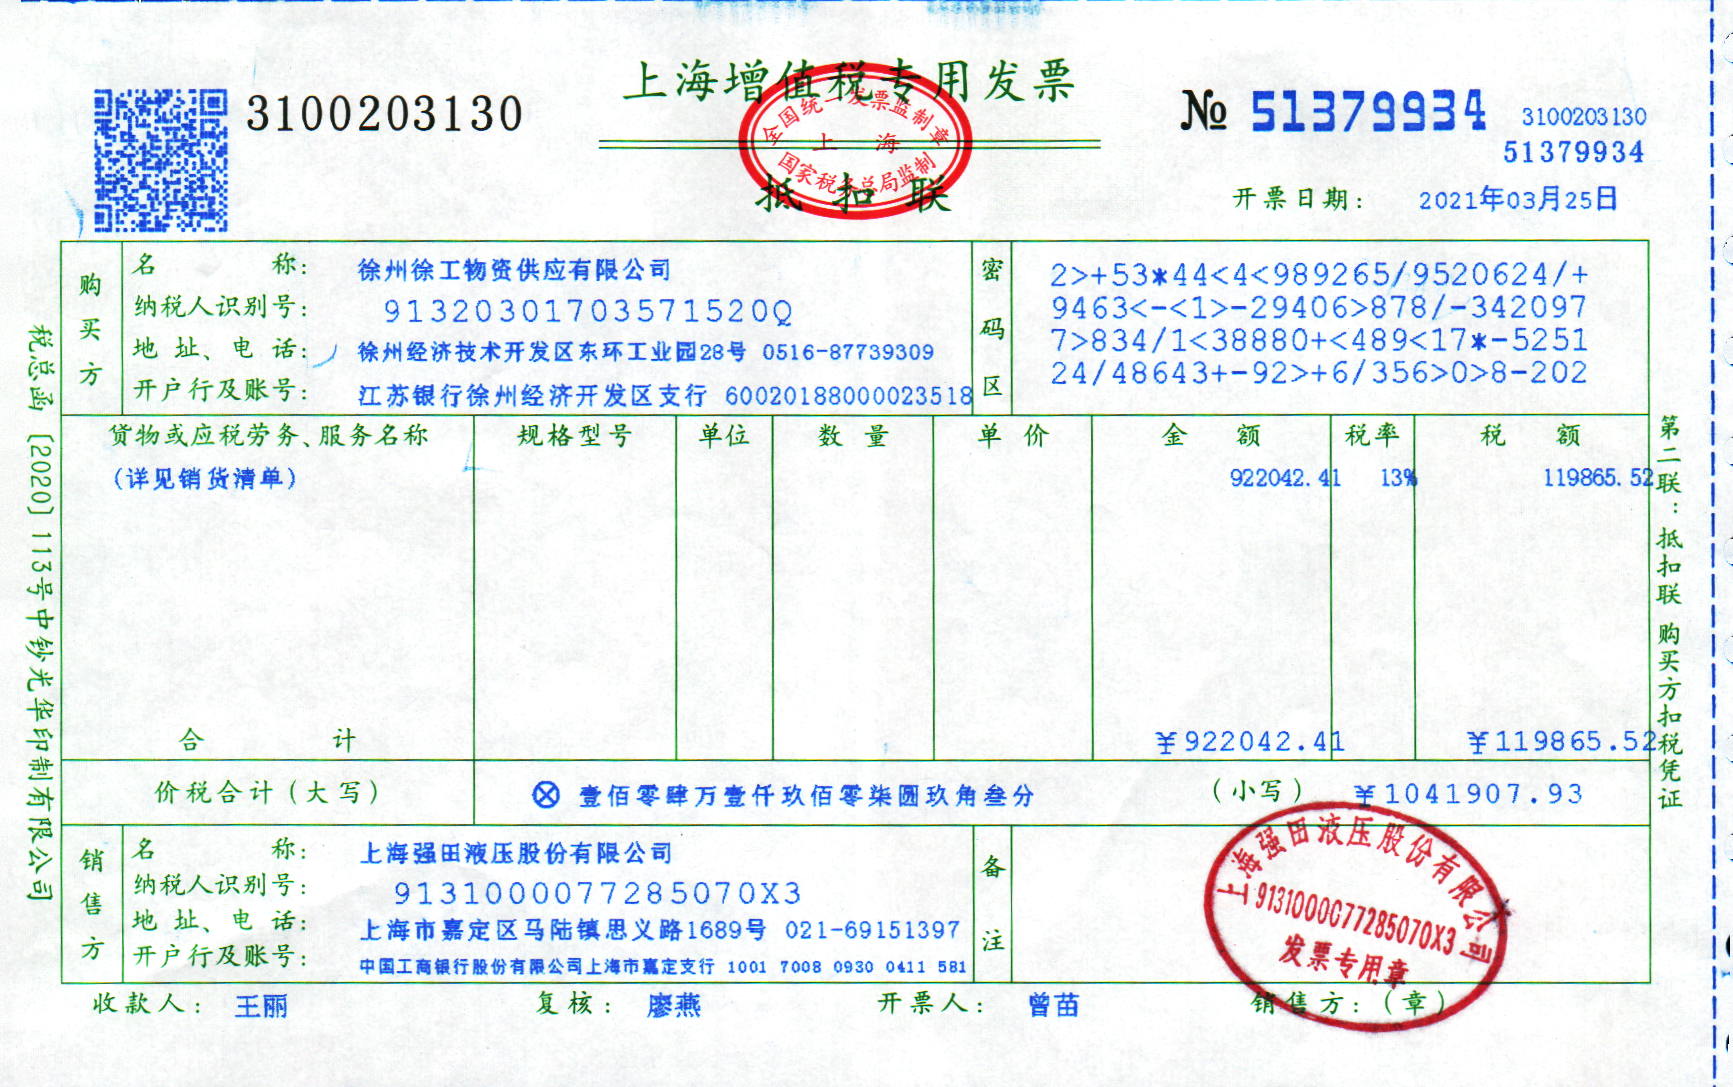 上海增值税专用发票
3100203130
№ 51379934
3100203130
51379934
全国统一发票监制章
上海
国家税务总局监制
抵扣联
开票日期: 2021年03月25日
购买方
名称: 徐州徐工物资供应有限公司
纳税人识别号: 91320301703571520Q
地址、电话: 徐州经济技术开发区东环工业园28号 0516-87739309
开户行及账号: 江苏银行徐州经济开发区支行 60020188000023518
密码区
2>+53*44<4<989265/9520624/+
9463<-<1>-29406>878/-342097
7>834/1<38880+<489<17*-5251
24/48643+-92>+6/356>0>8-202
货物或应税劳务、服务名称 规格型号 单位 数量 单价 金额 税率 税额
(详见销货清单) 922042.41 13% 119865.52
合计 ¥922042.41 ¥119865.52
价税合计(大写) ⊗ 壹佰零肆万壹仟玖佰零柒圆玖角叁分 (小写) ¥1041907.93
销售方
名称: 上海强田液压股份有限公司
纳税人识别号: 9131000077285070X3
地址、电话: 上海市嘉定区马陆镇思义路1689号 021-69151397
开户行及账号: 中国工商银行股份有限公司上海市嘉定支行 1001 7008 0930 0411 581
备注
上海强田液压股份有限公司
9131000077285070X3
发票专用章
收款人: 王丽 复核: 廖燕 开票人: 曾苗 销售方:(章)
税总函[2020]113号中钞光华印制有限公司
第二联:抵扣联 购买方扣税凭证